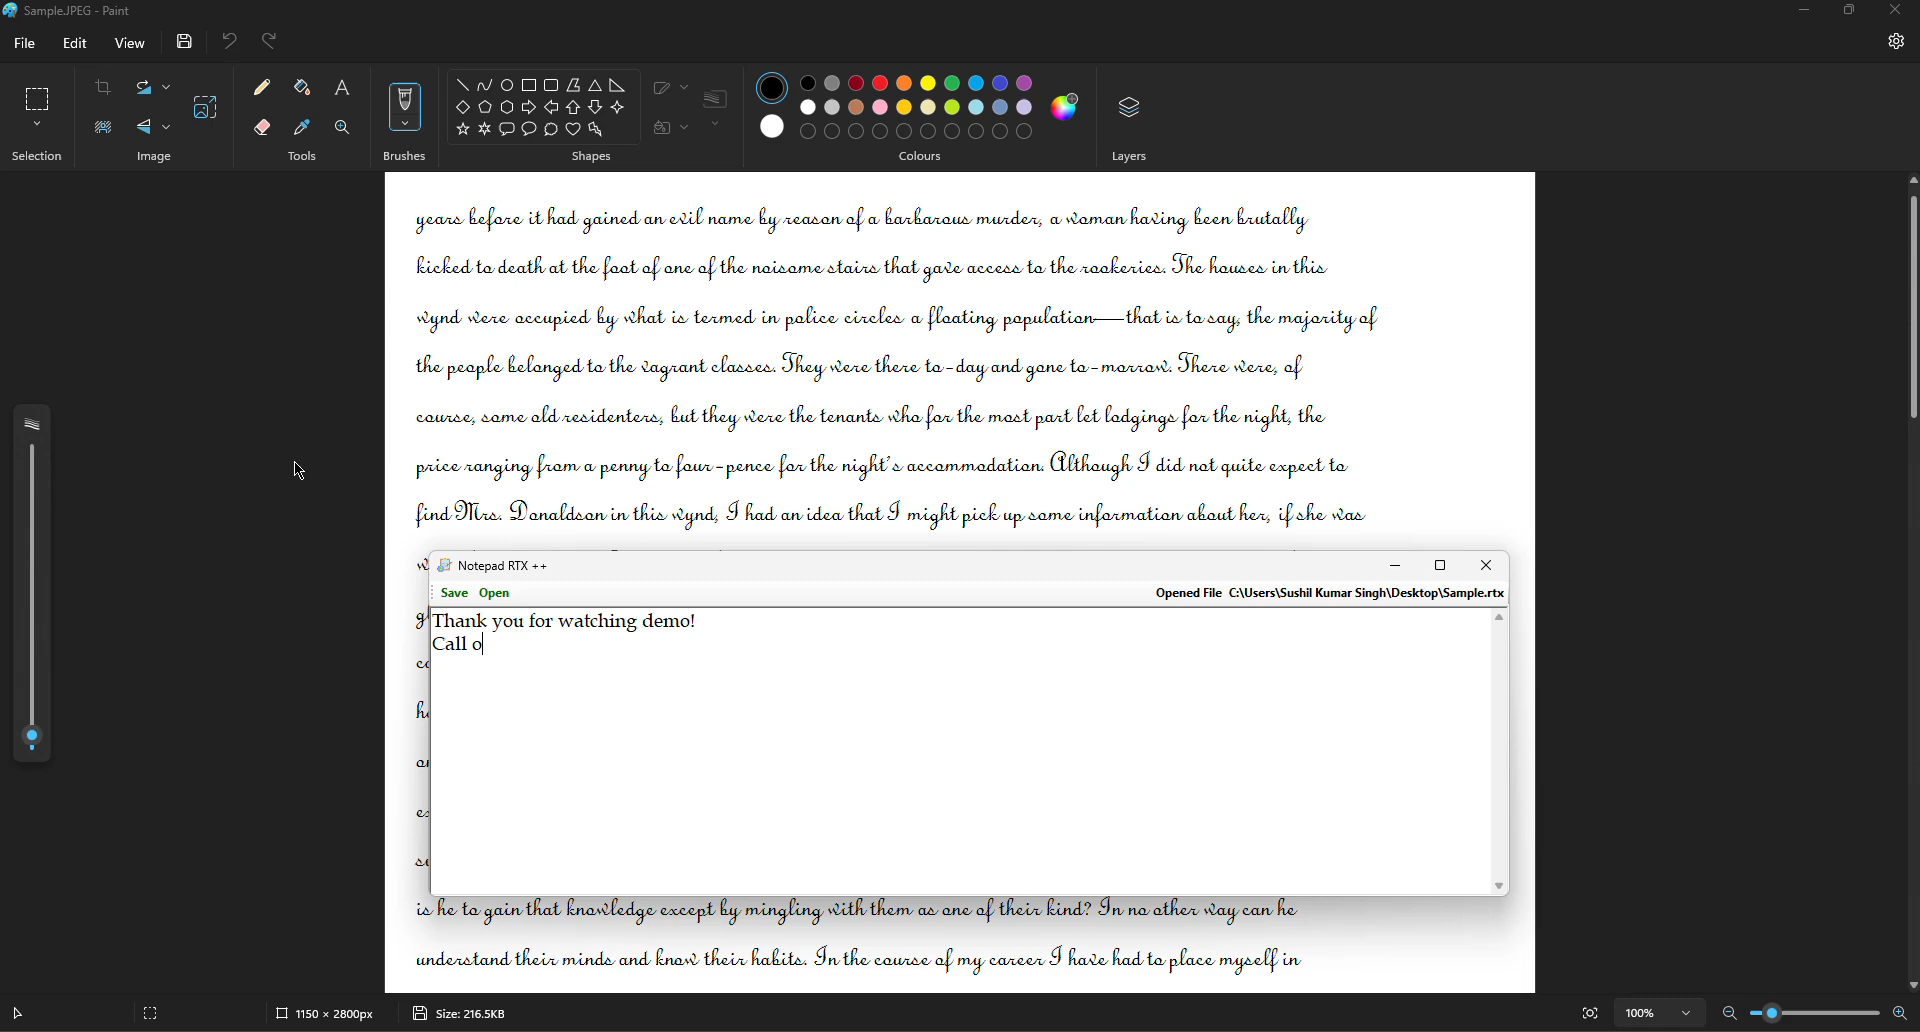 SampleJPEG - Paint
File Edit View
Selection Image Tools Brushes Shapes Colours Layers
years before it had gained an evil name by reason of a barbarous murder, a woman having been brutally
kicked to death at the foot of one of the noisome stairs that gave access to the rookeries. The houses in this
wynd were occupied by what is termed in police circles a floating population—that is to say, the majority of
the people belonged to the vagrant classes. They were there to-day and gone to-morrow. There were, of
course, some old residenters, but they were the tenants who for the most part let lodgings for the night, the
price ranging from a penny to four-pence for the night's accommodation. Although I did not quite expect to
find Mrs. Donaldson in this wynd, I had an idea that I might pick up some information about her, if she was
Notepad RTX ++
Save Open Opened File C:\Users\Sushil Kumar Singh\Desktop\Sample.rtx
Thank you for watching demo!
Call o
is he to gain that knowledge except by mingling with them as one of their kind? In no other way can he
understand their minds and know their habits. In the course of my career I have had to place myself in
1150 × 2800px Size: 216.5KB 100%